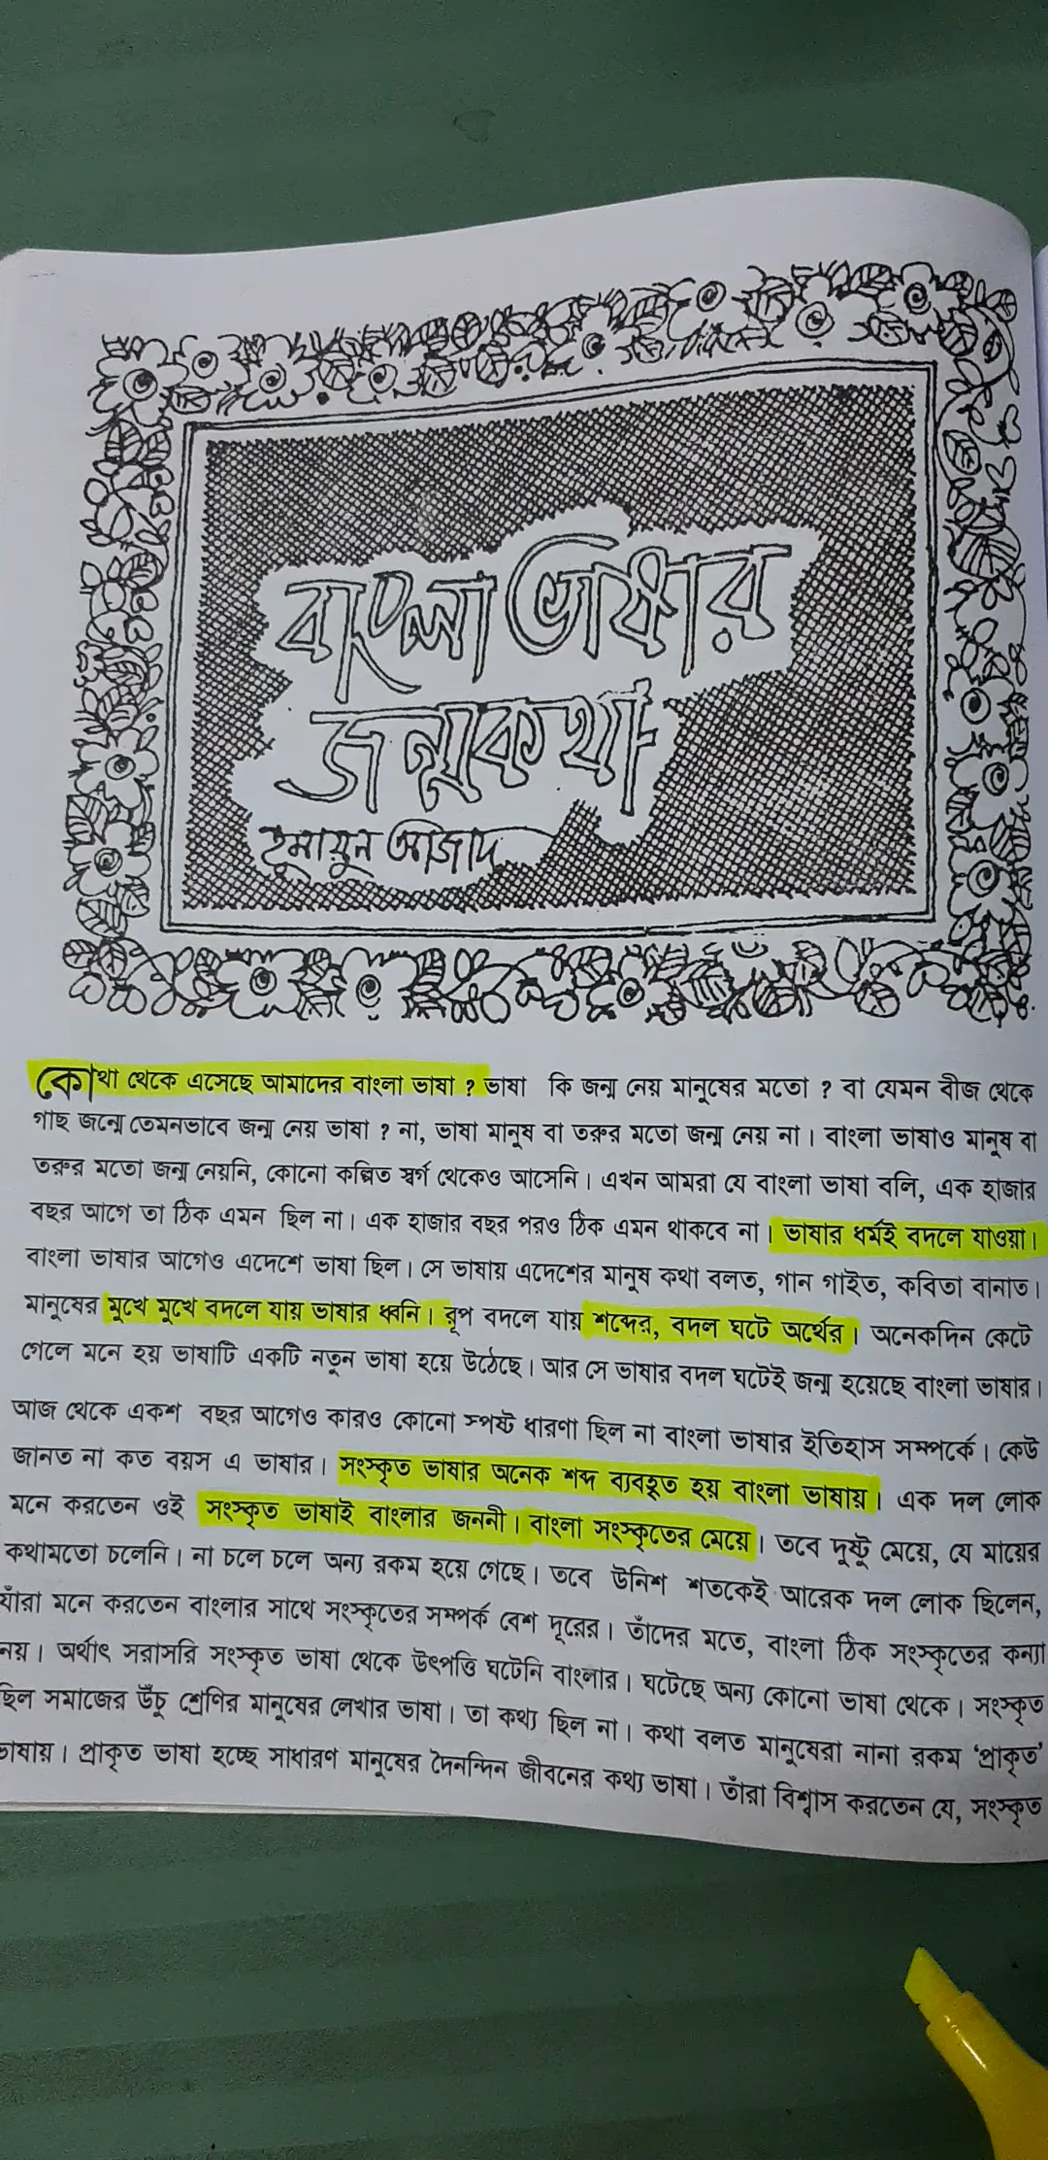 বাংলা ভাষার
জন্মকথা
হুমায়ুন আজাদ
কোথা থেকে এসেছে আমাদের বাংলা ভাষা ? ভাষা কি জন্ম নেয় মানুষের মতো ? বা যেমন বীজ থেকে
গাছ জন্মে তেমনভাবে জন্ম নেয় ভাষা ? না, ভাষা মানুষ বা তরুর মতো জন্ম নেয় না। বাংলা ভাষাও মানুষ বা
তরুর মতো জন্ম নেয়নি, কোনো কল্পিত স্বর্গ থেকেও আসেনি। এখন আমরা যে বাংলা ভাষা বলি, এক হাজার
বছর আগে তা ঠিক এমন ছিল না। এক হাজার বছর পরও ঠিক এমন থাকবে না। ভাষার ধর্মই বদলে যাওয়া।
বাংলা ভাষার আগেও এদেশে ভাষা ছিল। সে ভাষায় এদেশের মানুষ কথা বলত, গান গাইত, কবিতা বানাত।
মানুষের মুখে মুখে বদলে যায় ভাষার ধ্বনি। রূপ বদলে যায় শব্দের, বদল ঘটে অর্থের। অনেকদিন কেটে
গেলে মনে হয় ভাষাটি একটি নতুন ভাষা হয়ে উঠেছে। আর সে ভাষার বদল ঘটেই জন্ম হয়েছে বাংলা ভাষার।
আজ থেকে একশ বছর আগেও কারও কোনো স্পষ্ট ধারণা ছিল না বাংলা ভাষার ইতিহাস সম্পর্কে। কেউ
জানত না কত বয়স এ ভাষার। সংস্কৃত ভাষার অনেক শব্দ ব্যবহৃত হয় বাংলা ভাষায়। এক দল লোক
মনে করতেন ওই সংস্কৃত ভাষাই বাংলার জননী। বাংলা সংস্কৃতের মেয়ে। তবে দুষ্টু মেয়ে, যে মায়ের
কথামতো চলেনি। না চলে চলে অন্য রকম হয়ে গেছে। তবে উনিশ শতকেই আরেক দল লোক ছিলেন,
যাঁরা মনে করতেন বাংলার সাথে সংস্কৃতের সম্পর্ক বেশ দূরের। তাঁদের মতে, বাংলা ঠিক সংস্কৃতের কন্যা
নয়। অর্থাৎ সরাসরি সংস্কৃত ভাষা থেকে উৎপত্তি ঘটেনি বাংলার। ঘটেছে অন্য কোনো ভাষা থেকে। সংস্কৃত
ছিল সমাজের উঁচু শ্রেণির মানুষের লেখার ভাষা। তা কথ্য ছিল না। কথা বলত মানুষেরা নানা রকম ‘প্রাকৃত’
ভাষায়। প্রাকৃত ভাষা হচ্ছে সাধারণ মানুষের দৈনন্দিন জীবনের কথ্য ভাষা। তাঁরা বিশ্বাস করতেন যে, সংস্কৃত